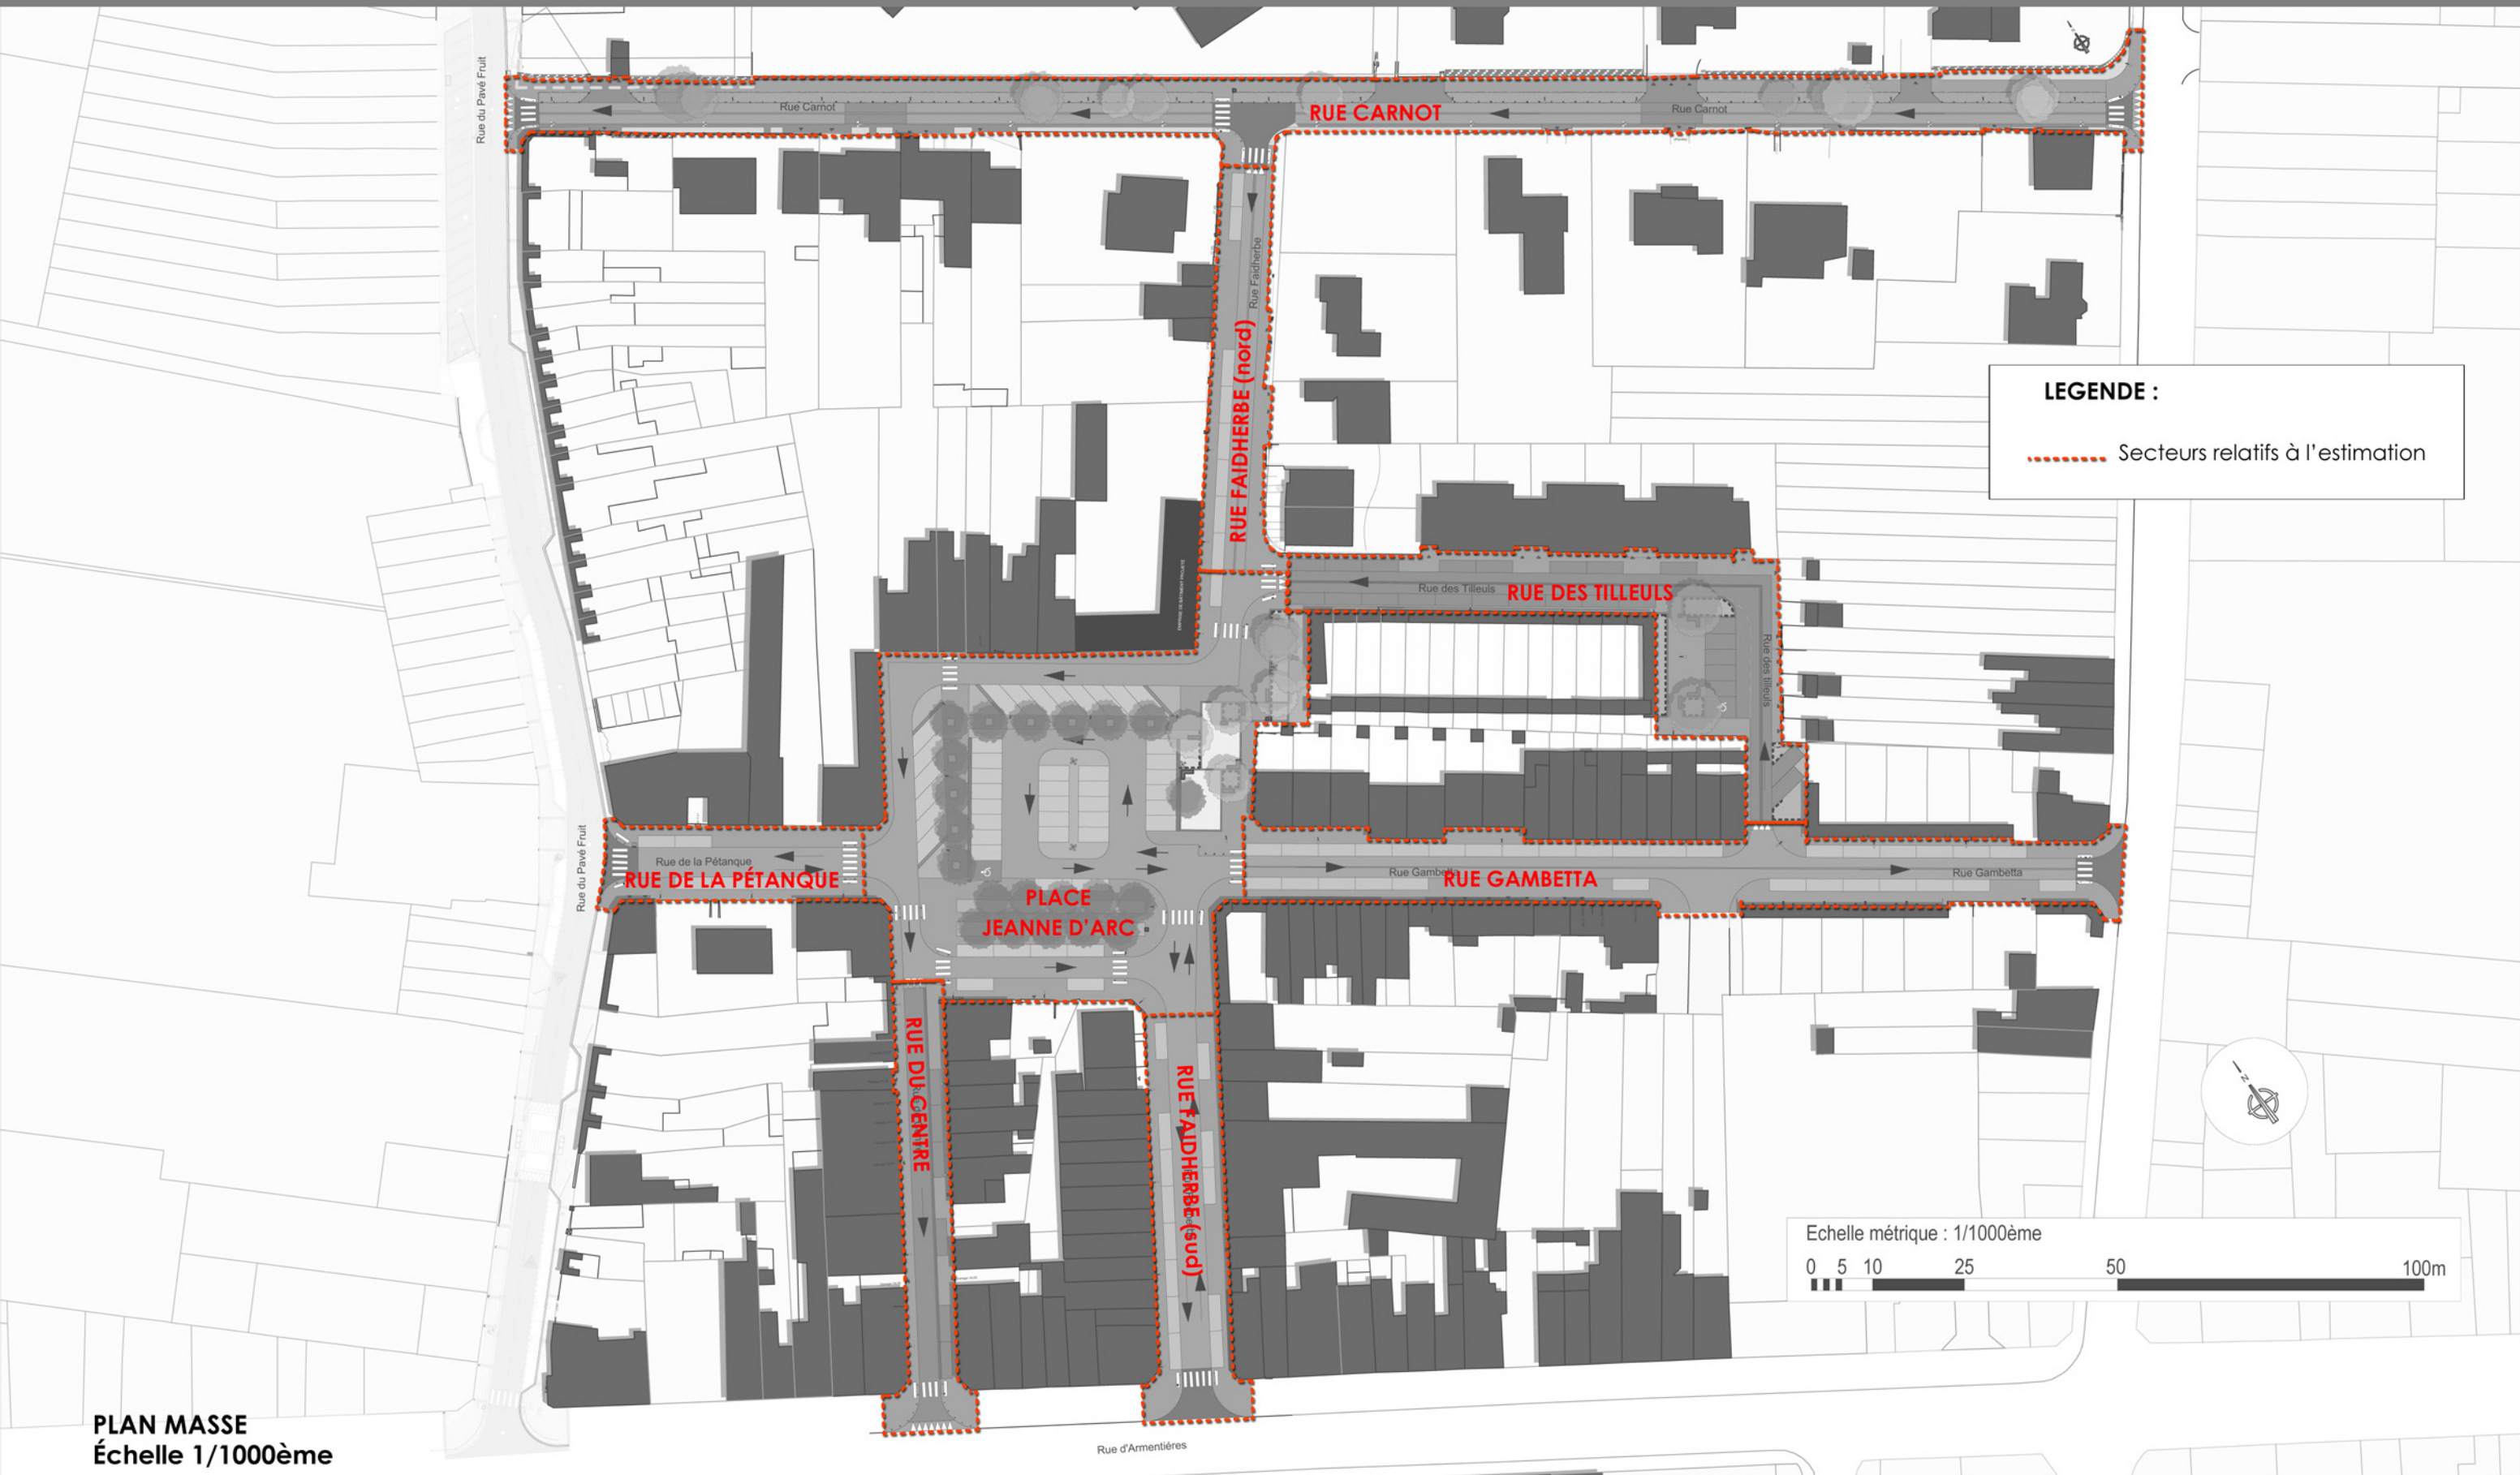 Rue du Pavé Fruit
Rue Carnot
RUE CARNOT
Rue Carnot
Rue Faidherbe
RUE FAIDHERBE (nord)
LEGENDE :
Secteurs relatifs à l'estimation
Rue des Tilleuls
RUE DES TILLEULS
Rue des tilleuls
Rue du Pavé Fruit
Rue de la Pétanque
RUE DE LA PÉTANQUE
PLACE
JEANNE D'ARC
Rue Gambetta
RUE GAMBETTA
Rue Gambetta
RUE DU CENTRE
RUE FAIDHERBE (sud)
N
Echelle métrique : 1/1000ème
0 5 10 25 50 100m
PLAN MASSE
Échelle 1/1000ème
Rue d'Armentiéres